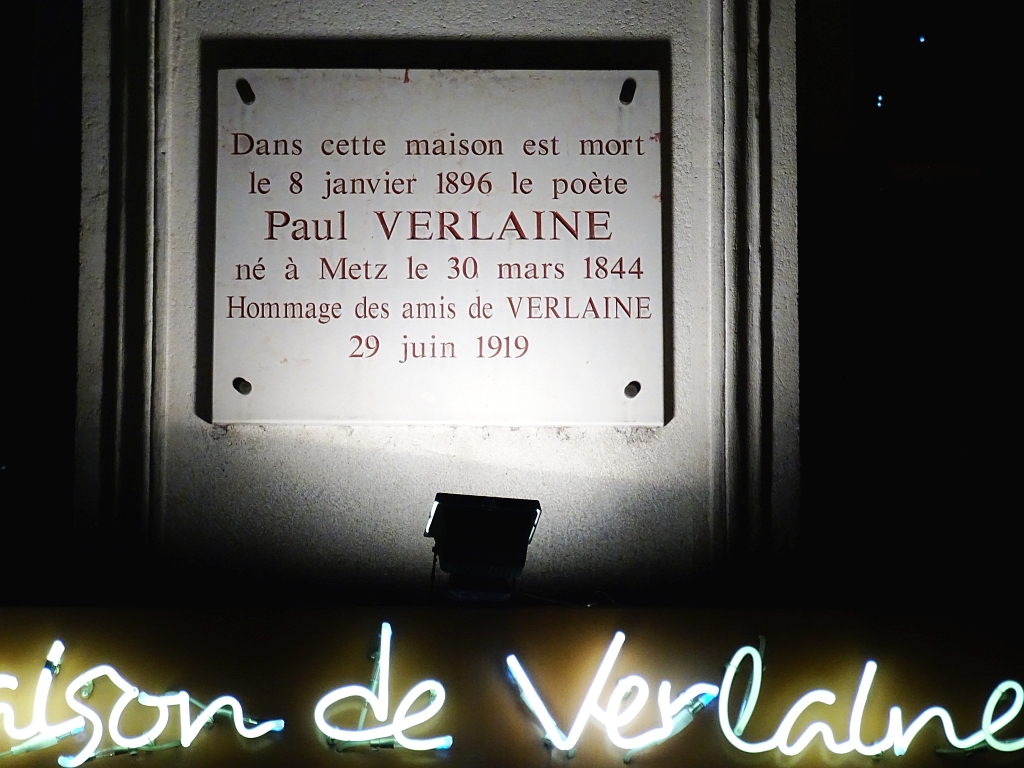 Dans cette maison est mort
le 8 janvier 1896 le poète
Paul VERLAINE
né à Metz le 30 mars 1844
Hommage des amis de VERLAINE
29 juin 1919
aison de Verlaine